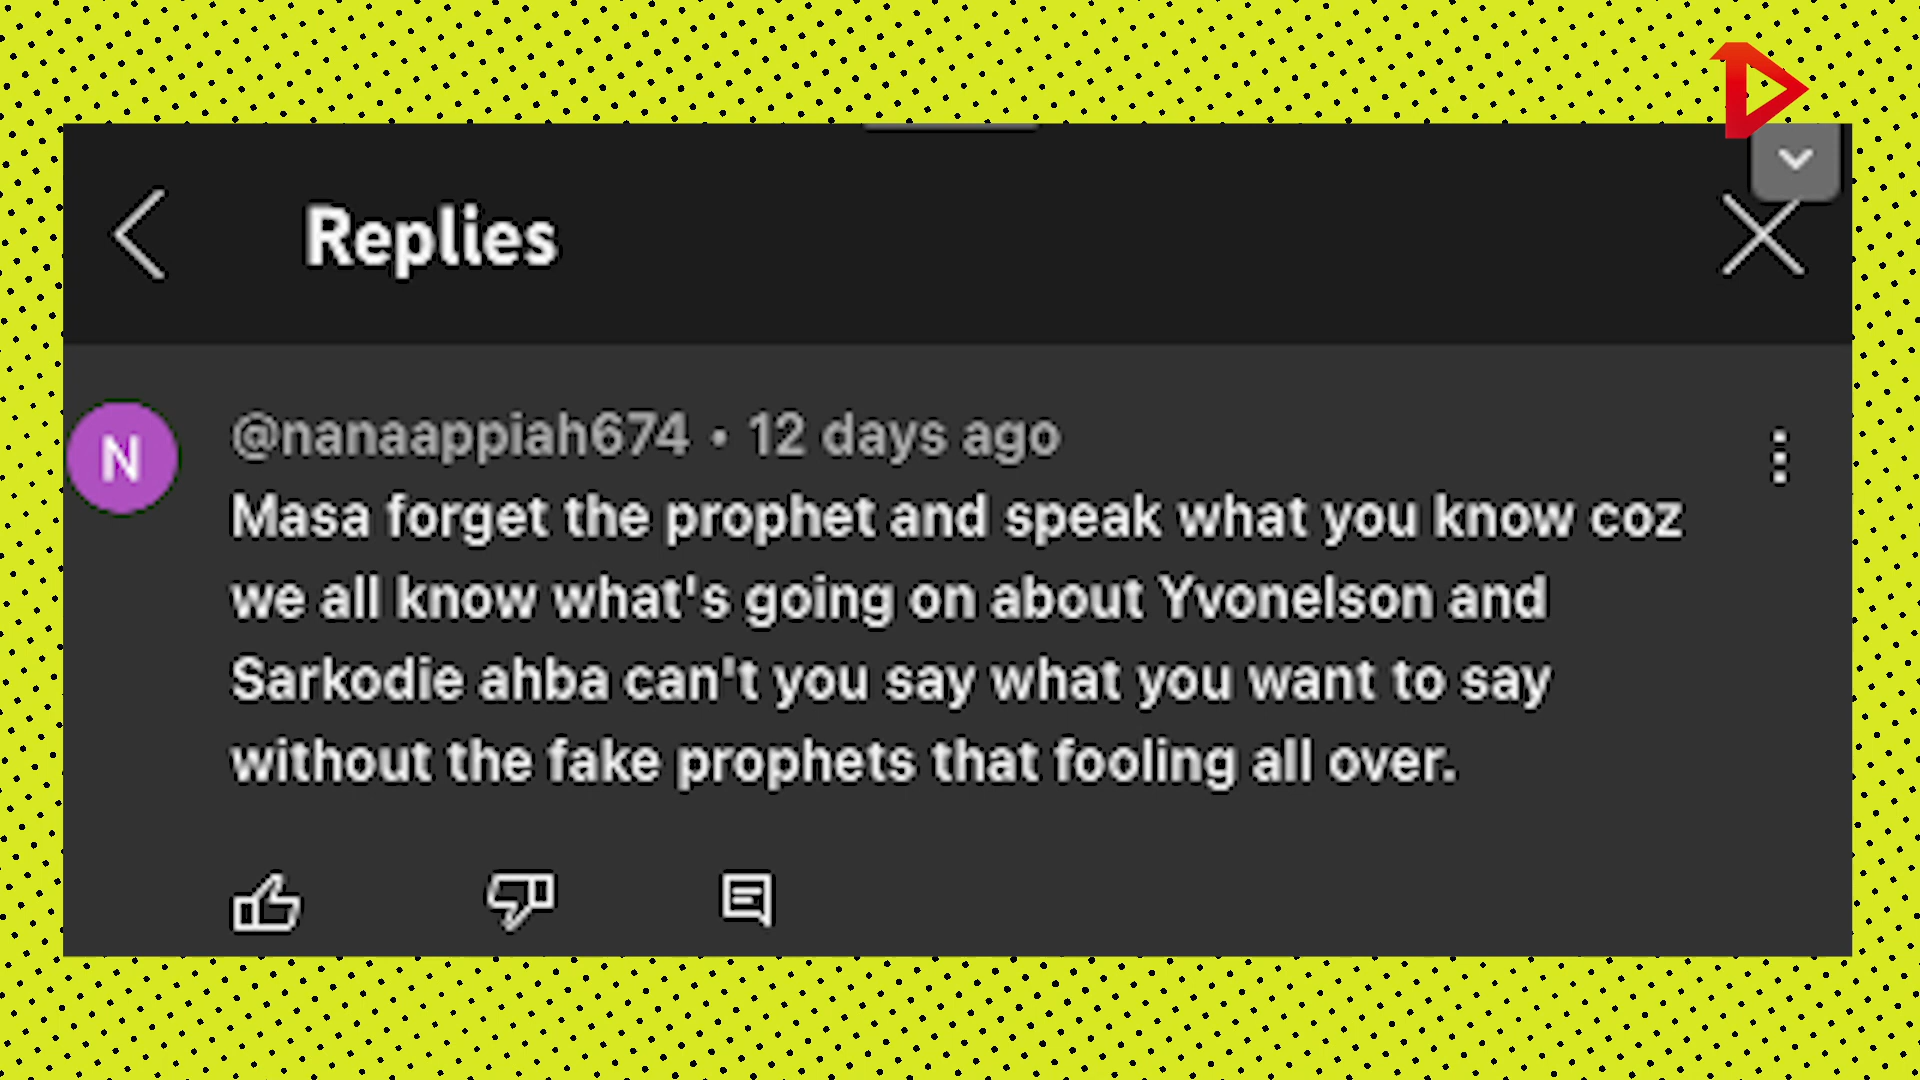 Replies
N
@nanaappiah674 • 12 days ago
Masa forget the prophet and speak what you know coz
we all know what's going on about Yvonelson and
Sarkodie ahba can't you say what you want to say
without the fake prophets that fooling all over.